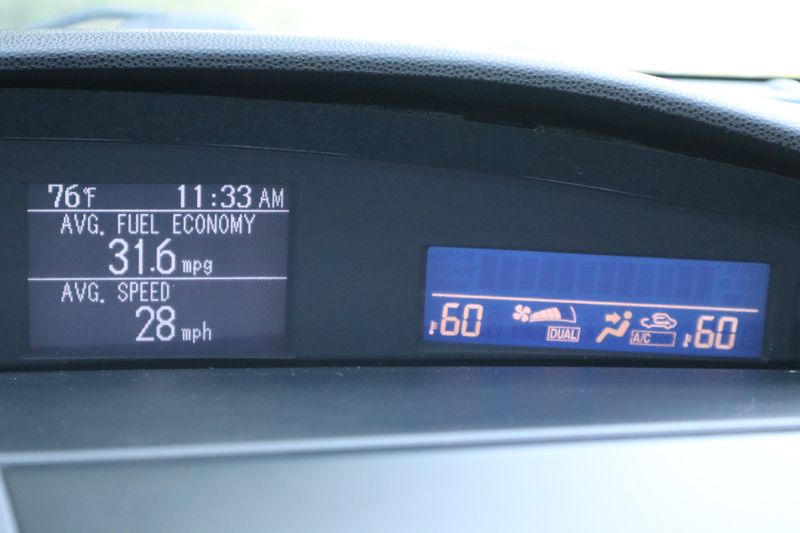 76°F 11:33 AM
AVG. FUEL ECONOMY
31.6 mpg
AVG. SPEED
28 mph
60 DUAL A/C 60